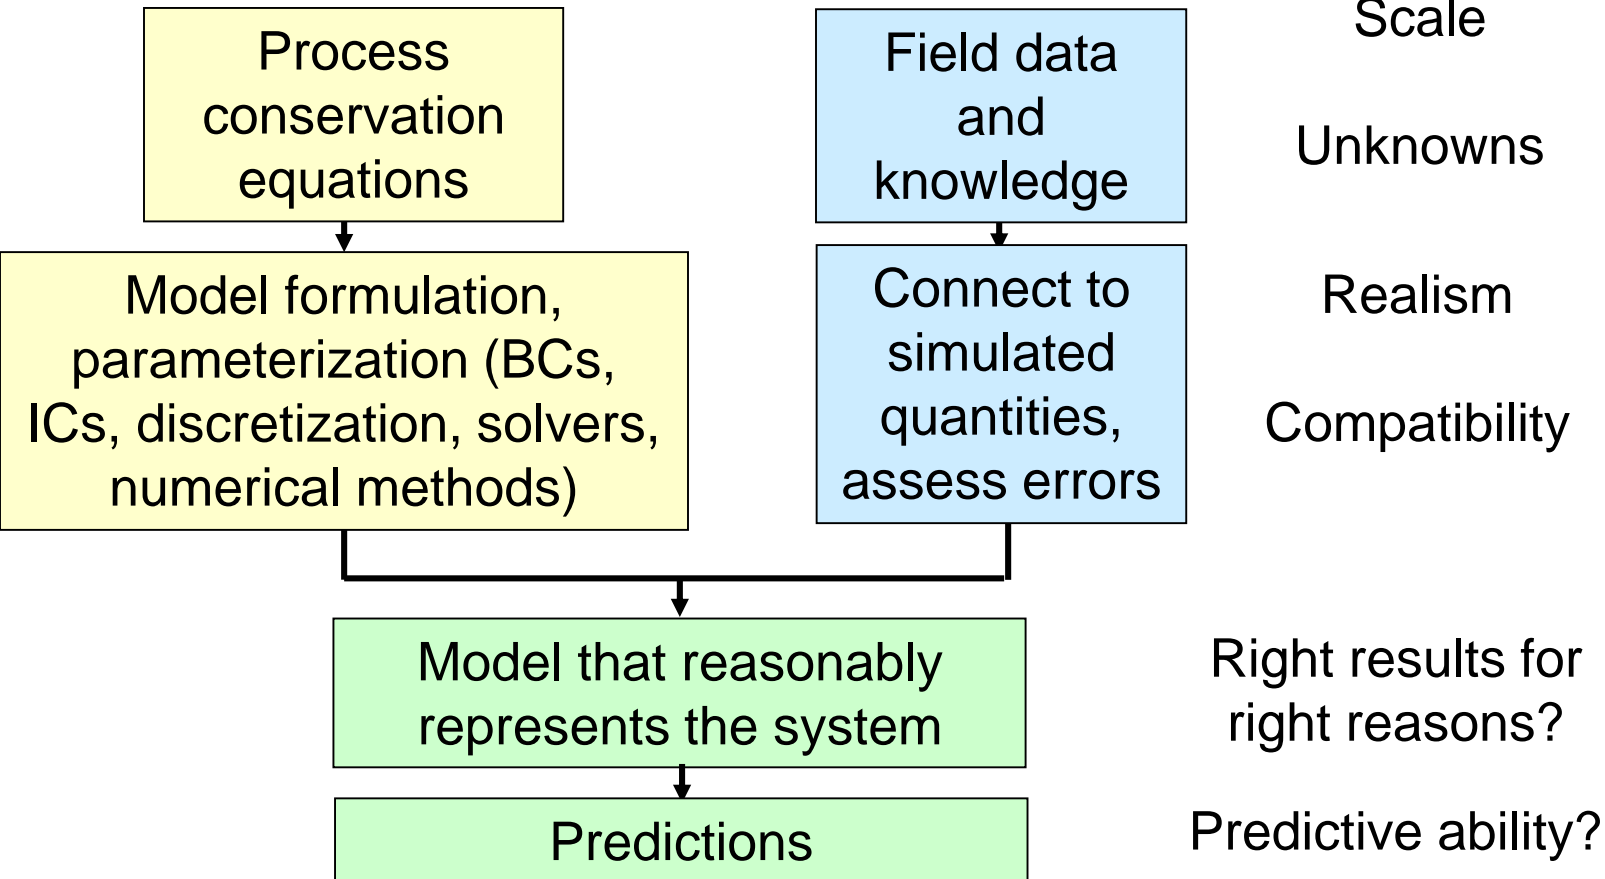 Process
conservation
equations
Field data
and
knowledge
Scale
Unknowns
Model formulation,
parameterization (BCs,
ICs, discretization, solvers,
numerical methods)
Connect to
simulated
quantities,
assess errors
Realism
Compatibility
Model that reasonably
represents the system
Right results for
right reasons?
Predictions
Predictive ability?